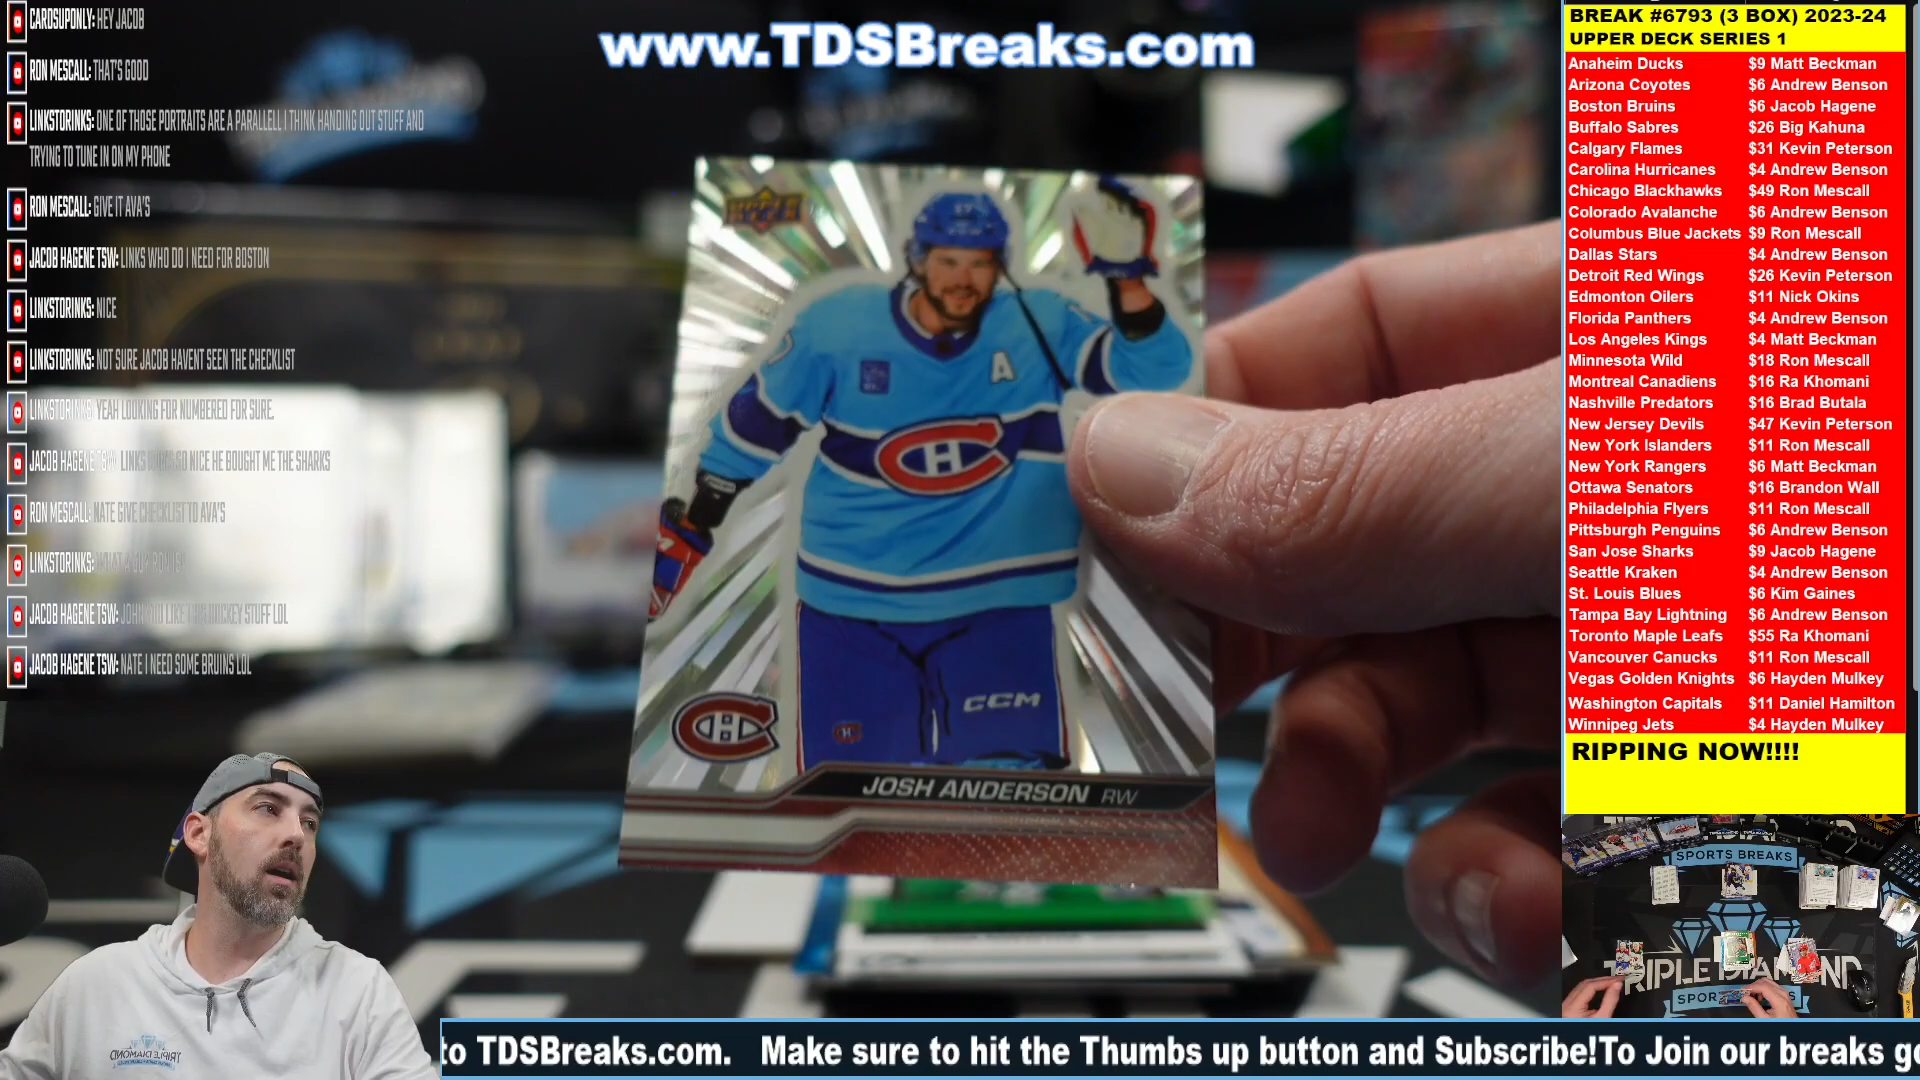 CARDSUPONLY: HEY JACOB
RON MESCALL: THAT'S GOOD
LINKSTORINKS: ONE OF THOSE PORTRAITS ARE A PARALLELL I THINK HANDING OUT STUFF AND
TRYING TO TUNE IN ON MY PHONE
RON MESCALL: GIVE IT AVA'S
JACOB HAGENE TSW: LINKS WHO DO I NEED FOR BOSTON
LINKSTORINKS: NICE
LINKSTORINKS: NOT SURE JACOB HAVENT SEEN THE CHECKLIST
LINKSTORINKS: YEAH LOOKING FOR NUMBERED FOR SURE.
JACOB HAGENE TSW: LINKS SO NICE HE BOUGHT ME THE SHARKS
RON MESCALL: NATE GIVE CHECKLIST TO AVA'S
LINKSTORINKS: WHAT A GUY
JACOB HAGENE TSW: JOHN LIKE HOCKEY STUFF LOL
JACOB HAGENE TSW: NATE I NEED SOME BRUINS LOL
www.TDSBreaks.com
UPPER DECK
A
CCM
JOSH ANDERSON RW
BREAK #6793 (3 BOX) 2023-24
UPPER DECK SERIES 1
Anaheim Ducks $9 Matt Beckman
Arizona Coyotes $6 Andrew Benson
Boston Bruins $6 Jacob Hagene
Buffalo Sabres $26 Big Kahuna
Calgary Flames $31 Kevin Peterson
Carolina Hurricanes $4 Andrew Benson
Chicago Blackhawks $49 Ron Mescall
Colorado Avalanche $6 Andrew Benson
Columbus Blue Jackets $9 Ron Mescall
Dallas Stars $4 Andrew Benson
Detroit Red Wings $26 Kevin Peterson
Edmonton Oilers $11 Nick Okins
Florida Panthers $4 Andrew Benson
Los Angeles Kings $4 Matt Beckman
Minnesota Wild $18 Ron Mescall
Montreal Canadiens $16 Ra Khomani
Nashville Predators $16 Brad Butala
New Jersey Devils $47 Kevin Peterson
New York Islanders $11 Ron Mescall
New York Rangers $6 Matt Beckman
Ottawa Senators $16 Brandon Wall
Philadelphia Flyers $11 Ron Mescall
Pittsburgh Penguins $6 Andrew Benson
San Jose Sharks $9 Jacob Hagene
Seattle Kraken $4 Andrew Benson
St. Louis Blues $6 Kim Gaines
Tampa Bay Lightning $6 Andrew Benson
Toronto Maple Leafs $55 Ra Khomani
Vancouver Canucks $11 Ron Mescall
Vegas Golden Knights $6 Hayden Mulkey
Washington Capitals $11 Daniel Hamilton
Winnipeg Jets $4 Hayden Mulkey
RIPPING NOW!!!!
SPORTS BREAKS
TRIPLE DIAMOND
SPOR
TRIPLE DIAMOND
to TDSBreaks.com. Make sure to hit the Thumbs up button and Subscribe!To Join our breaks go